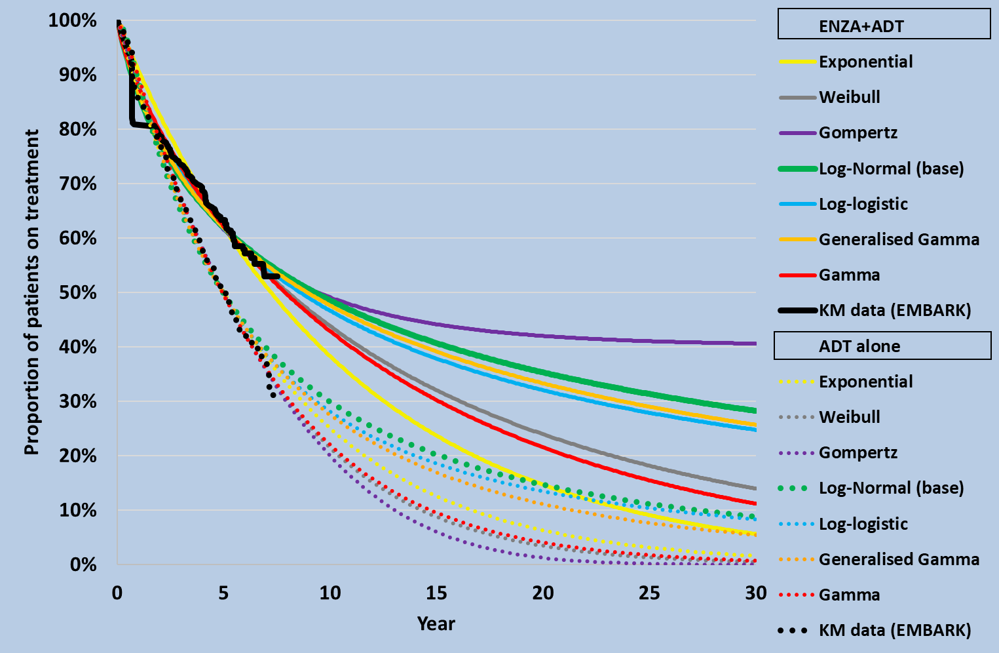 Proportion of patients on treatment
100%
90%
80%
70%
60%
50%
40%
30%
20%
10%
0%
0 5 10 15 20 25 30
Year
ENZA+ADT
Exponential
Weibull
Gompertz
Log-Normal (base)
Log-logistic
Generalised Gamma
Gamma
KM data (EMBARK)
ADT alone
Exponential
Weibull
Gompertz
Log-Normal (base)
Log-logistic
Generalised Gamma
Gamma
KM data (EMBARK)